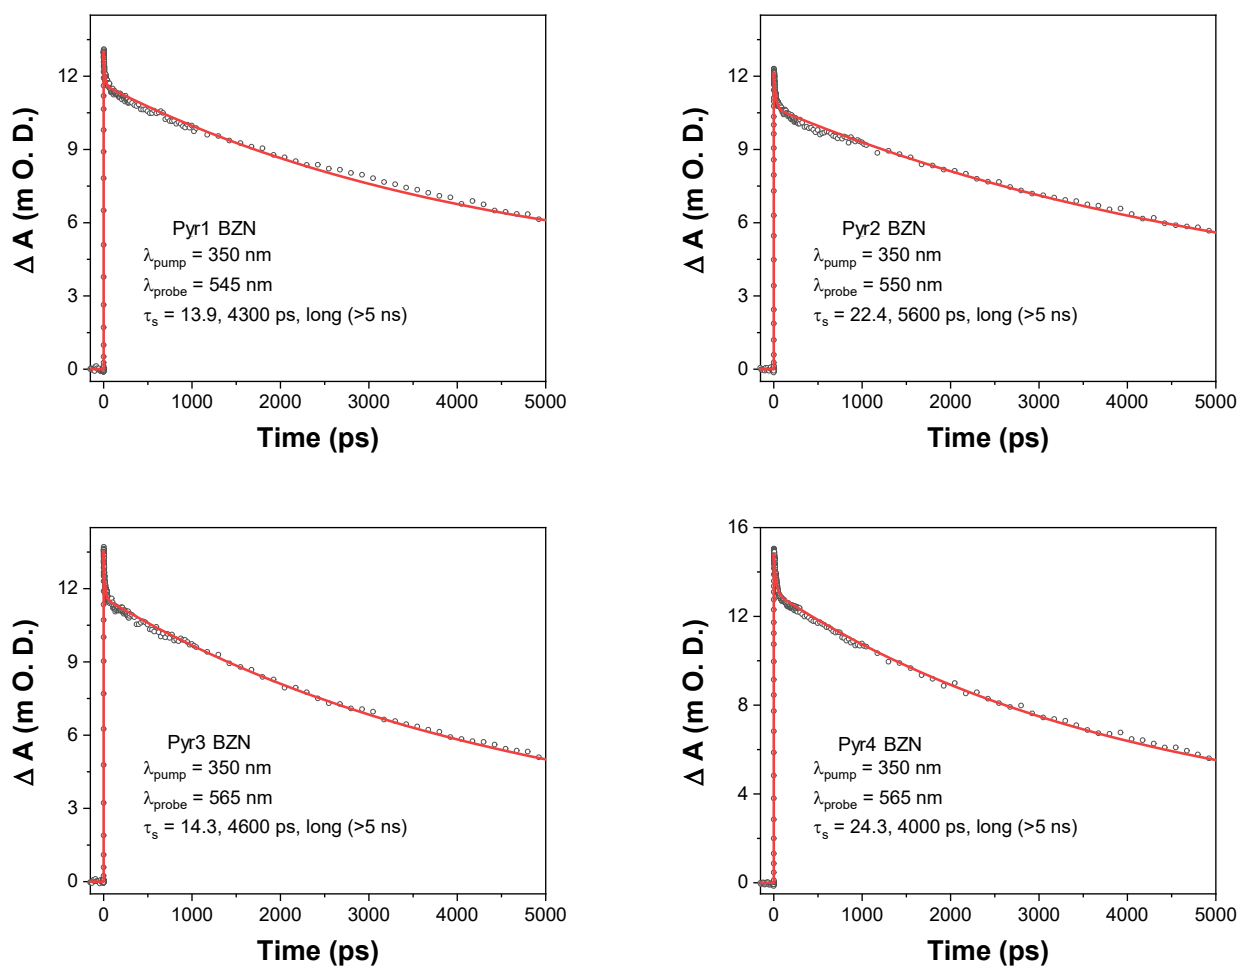 12
9
6
3
0
Δ A (m O. D.)
Pyr1 BZN
λpump = 350 nm
λprobe = 545 nm
τs = 13.9, 4300 ps, long (>5 ns)
0 1000 2000 3000 4000 5000
Time (ps)
12
9
6
3
0
Δ A (m O. D.)
Pyr2 BZN
λpump = 350 nm
λprobe = 550 nm
τs = 22.4, 5600 ps, long (>5 ns)
0 1000 2000 3000 4000 5000
Time (ps)
12
9
6
3
0
Δ A (m O. D.)
Pyr3 BZN
λpump = 350 nm
λprobe = 565 nm
τs = 14.3, 4600 ps, long (>5 ns)
0 1000 2000 3000 4000 5000
Time (ps)
16
12
8
4
0
Δ A (m O. D.)
Pyr4 BZN
λpump = 350 nm
λprobe = 565 nm
τs = 24.3, 4000 ps, long (>5 ns)
0 1000 2000 3000 4000 5000
Time (ps)